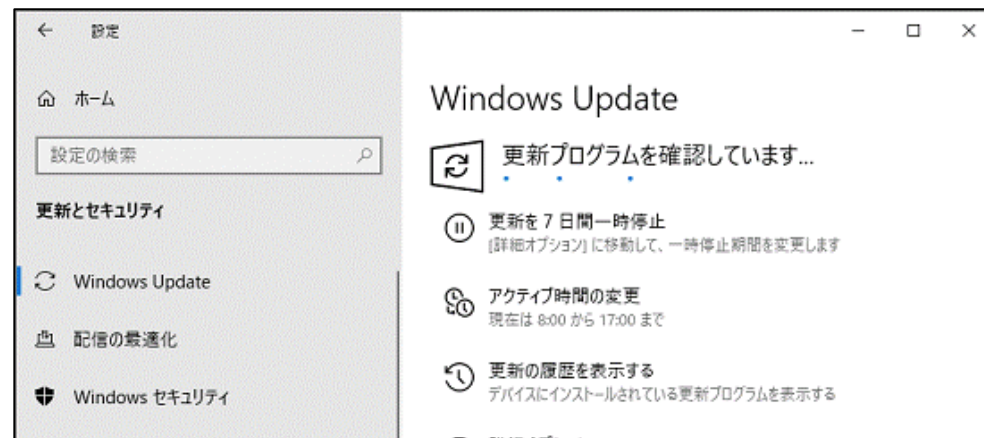 設定
ホーム
設定の検索
更新とセキュリティ
Windows Update
配信の最適化
Windows セキュリティ
Windows Update
更新プログラムを確認しています...
更新を 7 日間一時停止
[詳細オプション] に移動して、一時停止期間を変更します
アクティブ時間の変更
現在は 8:00 から 17:00 まで
更新の履歴を表示する
デバイスにインストールされている更新プログラムを表示する